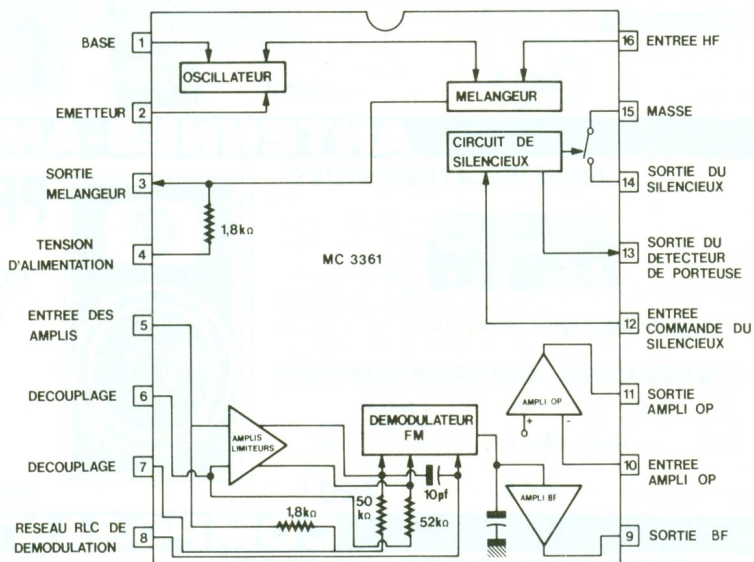 BASE
1
OSCILLATEUR
EMETTEUR
2
SORTIE
MELANGEUR
3
1,8kΩ
TENSION
D'ALIMENTATION
4
MC 3361
ENTREE DES
AMPLIS
5
DECOUPLAGE
6
AMPLIS
LIMITEURS
DECOUPLAGE
7
RESEAU RLC DE
DEMODULATION
8
1,8kΩ
DEMODULATEUR
FM
50
kΩ
10pf
52kΩ
16
ENTREE HF
MELANGEUR
15
MASSE
CIRCUIT DE
SILENCIEUX
14
SORTIE DU
SILENCIEUX
13
SORTIE DU
DETECTEUR
DE PORTEUSE
12
ENTREE
COMMANDE DU
SILENCIEUX
AMPLI OP
+
-
11
SORTIE
AMPLI OP
10
ENTREE
AMPLI OP
AMPLI BF
9
SORTIE BF